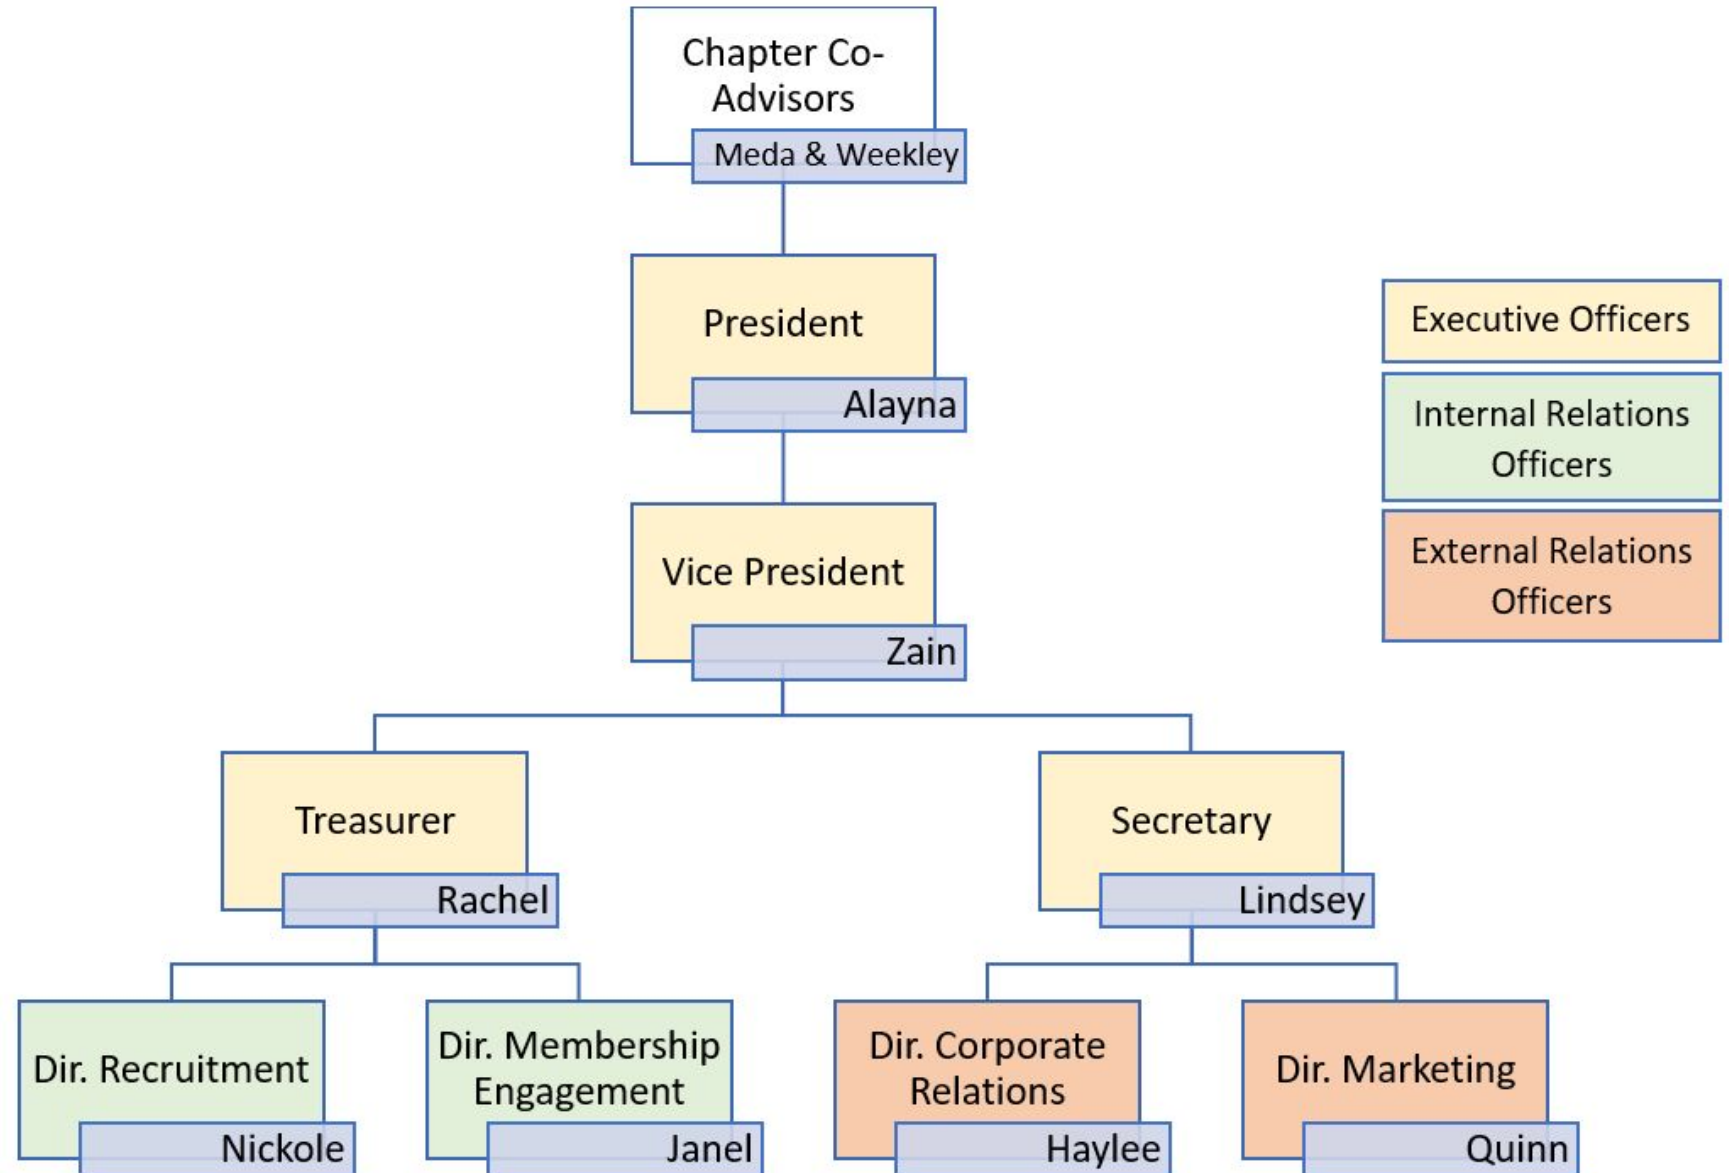 Chapter Co-
Advisors
Meda & Weekley
President
Alayna
Executive Officers
Internal Relations
Officers
External Relations
Officers
Vice President
Zain
Treasurer
Rachel
Secretary
Lindsey
Dir. Recruitment
Nickole
Dir. Membership
Engagement
Janel
Dir. Corporate
Relations
Haylee
Dir. Marketing
Quinn